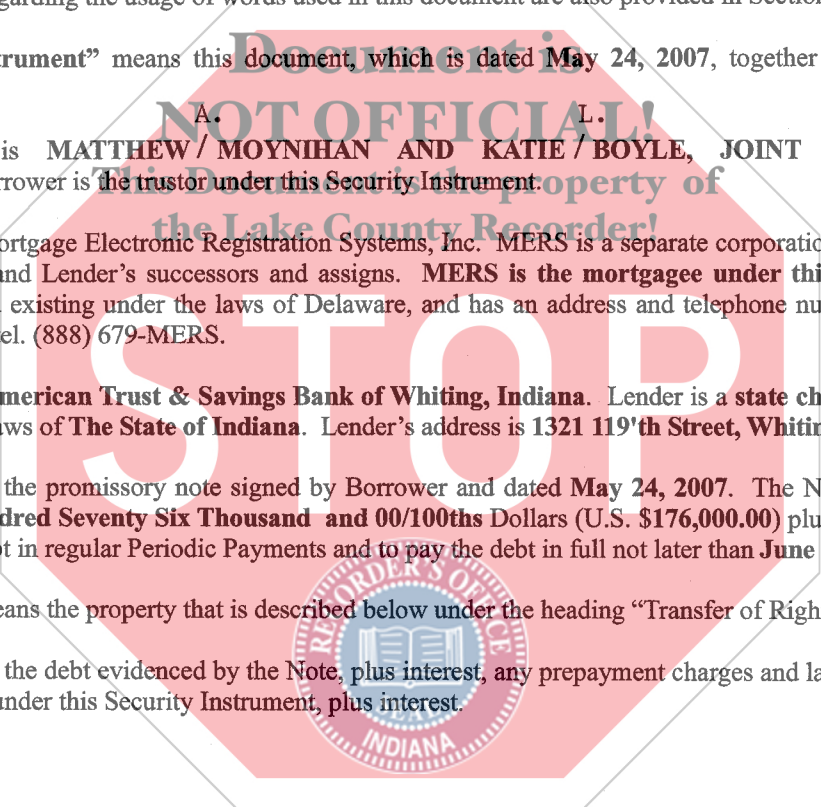 garding the usage of words used in this document are also provided in Section
trument” means this document, which is dated May 24, 2007, together
Document is
A. L.
NOT OFFICIAL!
is MATTHEW / MOYNIHAN AND KATIE / BOYLE, JOINT
rrower is the trustor under this Security Instrument.
This Document is the property of
the Lake County Recorder!
ortgage Electronic Registration Systems, Inc. MERS is a separate corporatio
and Lender’s successors and assigns. MERS is the mortgagee under thi
existing under the laws of Delaware, and has an address and telephone nu
el. (888) 679-MERS.
STOP
merican Trust & Savings Bank of Whiting, Indiana. Lender is a state ch
aws of The State of Indiana. Lender’s address is 1321 119'th Street, Whitin
the promissory note signed by Borrower and dated May 24, 2007. The N
dred Seventy Six Thousand and 00/100ths Dollars (U.S. $176,000.00) plu
t in regular Periodic Payments and to pay the debt in full not later than June
eans the property that is described below under the heading “Transfer of Righ
the debt evidenced by the Note, plus interest, any prepayment charges and la
under this Security Instrument, plus interest.
RECORDER'S OFFICE
SEAL
INDIANA